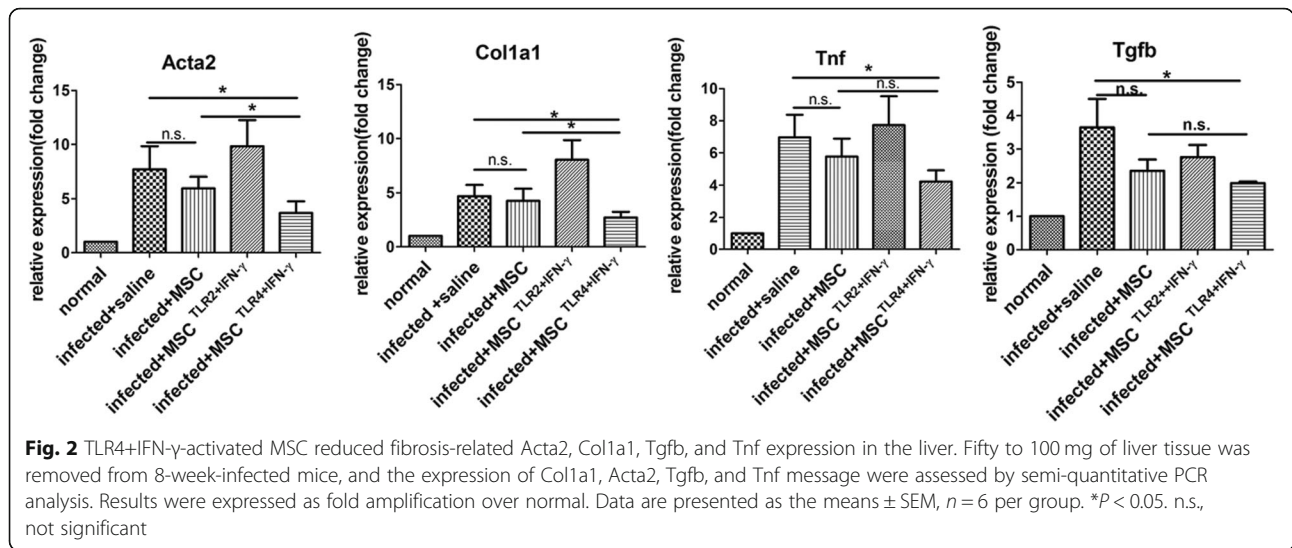 Acta2
relative expression(fold change)
15
10
5
0
*
*
n.s.
normal
infected+saline
infected+MSC
infected+MSC TLR2+IFN-γ
infected+MSC TLR4+IFN-γ
Col1a1
relative expression(fold change)
15
10
5
0
*
*
n.s.
normal
infected +saline
infected+MSC
infected+MSC TLR2+IFN-γ
infected+MSC TLR4+IFN-γ
Tnf
relative expression(fold change)
10
8
6
4
2
0
*
n.s.
n.s.
normal
infected+saline
infected+MSC
infected+MSC TLR2+IFN-γ
infected+MSC TLR4+IFN-γ
Tgfb
relative expression (fold change)
5
4
3
2
1
0
*
n.s.
n.s.
normal
infected+saline
infected+MSC
infected+MSC TLR2+IFN-γ
infected+MSC TLR4+IFN-γ
Fig. 2 TLR4+IFN-γ-activated MSC reduced fibrosis-related Acta2, Col1a1, Tgfb, and Tnf expression in the liver. Fifty to 100 mg of liver tissue was
removed from 8-week-infected mice, and the expression of Col1a1, Acta2, Tgfb, and Tnf message were assessed by semi-quantitative PCR
analysis. Results were expressed as fold amplification over normal. Data are presented as the means ± SEM, n = 6 per group. *P < 0.05. n.s.,
not significant